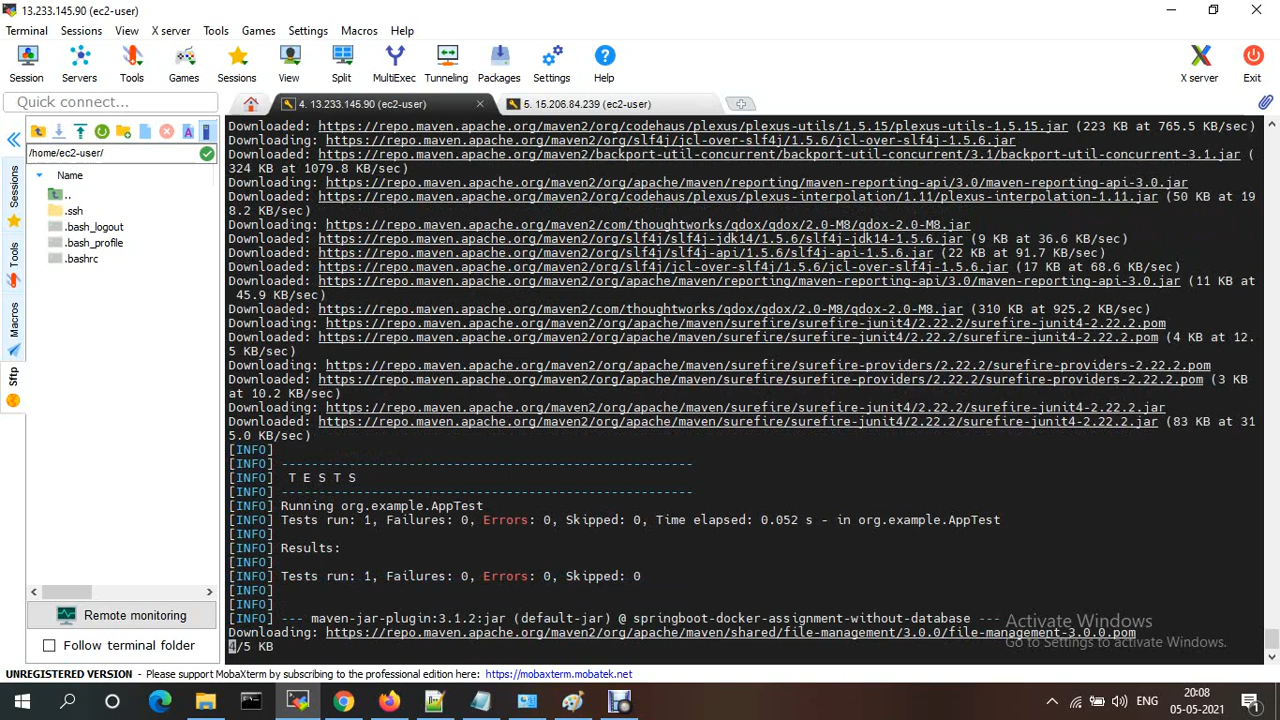 13.233.145.90 (ec2-user)
Terminal Sessions View X server Tools Games Settings Macros Help
Session Servers Tools Games Sessions View Split MultiExec Tunneling Packages Settings Help X server Exit
Quick connect...
4. 13.233.145.90 (ec2-user)
5. 15.206.84.239 (ec2-user)
/home/ec2-user/
Name
..
.ssh
.bash_logout
.bash_profile
.bashrc
Sessions
Tools
Macros
Sftp
Remote monitoring
Follow terminal folder
Downloaded: https://repo.maven.apache.org/maven2/org/codehaus/plexus/plexus-utils/1.5.15/plexus-utils-1.5.15.jar (223 KB at 765.5 KB/sec)
Downloading: https://repo.maven.apache.org/maven2/org/slf4j/jcl-over-slf4j/1.5.6/jcl-over-slf4j-1.5.6.jar
Downloaded: https://repo.maven.apache.org/maven2/backport-util-concurrent/backport-util-concurrent/3.1/backport-util-concurrent-3.1.jar (
324 KB at 1079.8 KB/sec)
Downloading: https://repo.maven.apache.org/maven2/org/apache/maven/reporting/maven-reporting-api/3.0/maven-reporting-api-3.0.jar
Downloaded: https://repo.maven.apache.org/maven2/org/codehaus/plexus/plexus-interpolation/1.11/plexus-interpolation-1.11.jar (50 KB at 19
8.2 KB/sec)
Downloading: https://repo.maven.apache.org/maven2/com/thoughtworks/qdox/qdox/2.0-M8/qdox-2.0-M8.jar
Downloaded: https://repo.maven.apache.org/maven2/org/slf4j/slf4j-jdk14/1.5.6/slf4j-jdk14-1.5.6.jar (9 KB at 36.6 KB/sec)
Downloaded: https://repo.maven.apache.org/maven2/org/slf4j/slf4j-api/1.5.6/slf4j-api-1.5.6.jar (22 KB at 91.7 KB/sec)
Downloaded: https://repo.maven.apache.org/maven2/org/slf4j/jcl-over-slf4j/1.5.6/jcl-over-slf4j-1.5.6.jar (17 KB at 68.6 KB/sec)
Downloaded: https://repo.maven.apache.org/maven2/org/apache/maven/reporting/maven-reporting-api/3.0/maven-reporting-api-3.0.jar (11 KB at
45.9 KB/sec)
Downloaded: https://repo.maven.apache.org/maven2/com/thoughtworks/qdox/qdox/2.0-M8/qdox-2.0-M8.jar (310 KB at 925.2 KB/sec)
Downloading: https://repo.maven.apache.org/maven2/org/apache/maven/surefire/surefire-junit4/2.22.2/surefire-junit4-2.22.2.pom
Downloaded: https://repo.maven.apache.org/maven2/org/apache/maven/surefire/surefire-junit4/2.22.2/surefire-junit4-2.22.2.pom (4 KB at 12.
5 KB/sec)
Downloading: https://repo.maven.apache.org/maven2/org/apache/maven/surefire/surefire-providers/2.22.2/surefire-providers-2.22.2.pom
Downloaded: https://repo.maven.apache.org/maven2/org/apache/maven/surefire/surefire-providers/2.22.2/surefire-providers-2.22.2.pom (3 KB
at 10.2 KB/sec)
Downloading: https://repo.maven.apache.org/maven2/org/apache/maven/surefire/surefire-junit4/2.22.2/surefire-junit4-2.22.2.jar
Downloaded: https://repo.maven.apache.org/maven2/org/apache/maven/surefire/surefire-junit4/2.22.2/surefire-junit4-2.22.2.jar (83 KB at 31
5.0 KB/sec)
[INFO]
[INFO] -------------------------------------------------------
[INFO]  T E S T S
[INFO] -------------------------------------------------------
[INFO] Running org.example.AppTest
[INFO] Tests run: 1, Failures: 0, Errors: 0, Skipped: 0, Time elapsed: 0.052 s - in org.example.AppTest
[INFO]
[INFO] Results:
[INFO]
[INFO] Tests run: 1, Failures: 0, Errors: 0, Skipped: 0
[INFO]
[INFO]
[INFO] --- maven-jar-plugin:3.1.2:jar (default-jar) @ springboot-docker-assignment-without-database ---
Downloading: https://repo.maven.apache.org/maven2/org/apache/maven/shared/file-management/3.0.0/file-management-3.0.0.pom
4/5 KB
Activate Windows
Go to Settings to activate Windows.
UNREGISTERED VERSION - Please support MobaXterm by subscribing to the professional edition here: https://mobaxterm.mobatek.net
ENG
20:08
05-05-2021
1